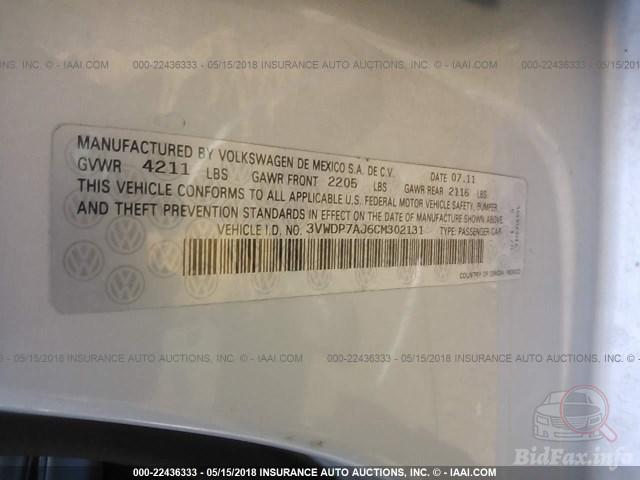 000-22436333 - 05/15/2018 INSURANCE AUTO AUCTIONS, INC. © - IAAI.COM
MANUFACTURED BY VOLKSWAGEN DE MEXICO S.A. DE C.V. DATE 07.11
GVWR 4211 LBS GAWR FRONT 2205 LBS GAWR REAR 2116 LBS
THIS VEHICLE CONFORMS TO ALL APPLICABLE U.S. FEDERAL MOTOR VEHICLE SAFETY, BUMPER
AND THEFT PREVENTION STANDARDS IN EFFECT ON THE DATE OF MANUFACTURE SHOWN ABOVE
VEHICLE I.D. NO. 3VWDP7AJ6CM302131 TYPE: PASSENGER CAR
COUNTRY OF ORIGIN: MEXICO
INC. © - IAAI.COM 000-22436333 - 05/15/2018 INSURANCE AUTO AUCTIONS, INC. © - IAAI.COM 000-22436333 - 05/15/2018 INSURANCE AUTO AUCTIONS, INC. ©
000-22436333 - 05/15/2018 INSURANCE AUTO AUCTIONS, INC. © - IAAI.COM
BidFax.info